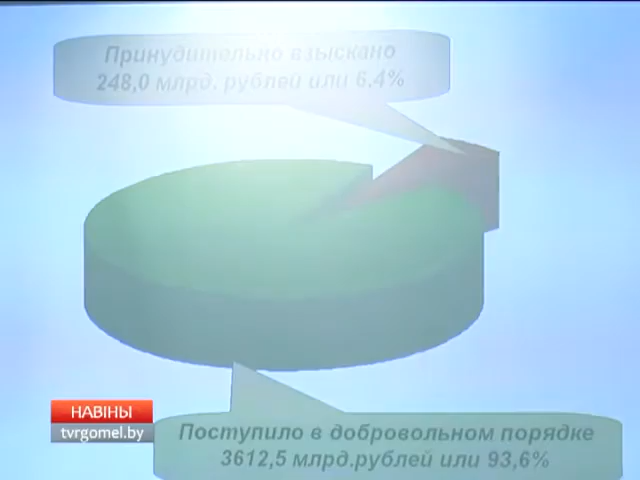 Принудительно взыскано
248,0 млрд. рублей или 6.4%
НАВІНЫ
tvrgomel.by
Поступило в добровольном порядке
3612,5 млрд.рублей или 93,6%